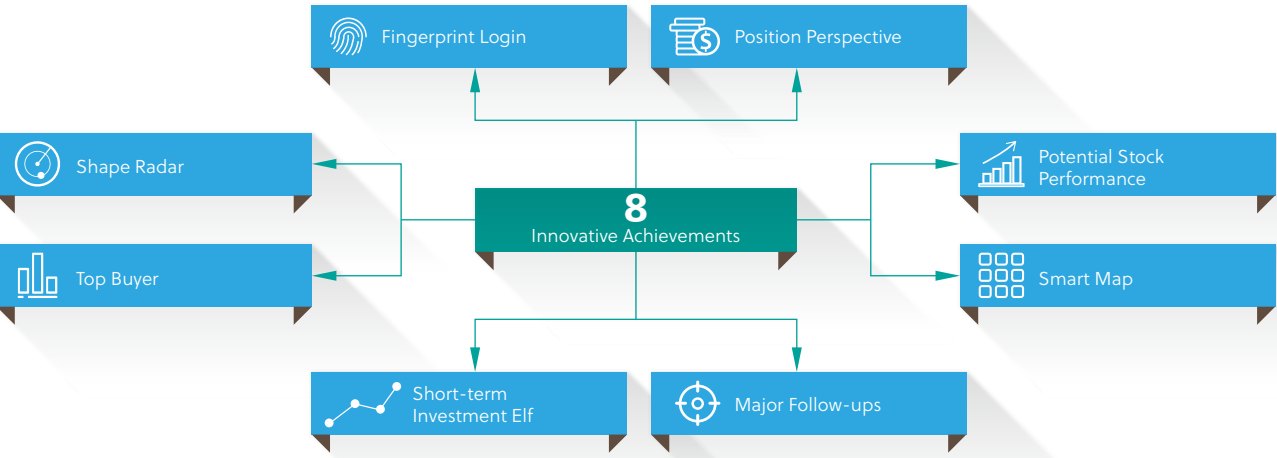 Fingerprint Login
Position Perspective
Shape Radar
Potential Stock
Performance
8
Innovative Achievements
Top Buyer
Smart Map
Short-term
Investment Elf
Major Follow-ups